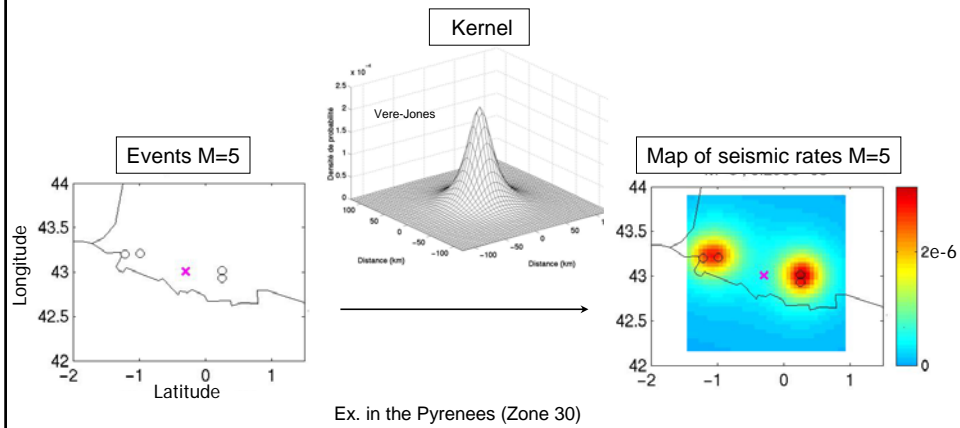 Kernel
x 10⁻⁴
2.5
2
1.5
1
0.5
0
Densité de probabilité
Vere-Jones
100
50
0
−50
−100
Distance (km)
−100
−50
0
50
Distance (km)
Events M=5
44
43.5
43
42.5
42
Longitude
−2
−1
0
1
Latitude
Map of seismic rates M=5
44
43.5
43
42.5
42
−2
−1
0
1
2e-6
0
Ex. in the Pyrenees (Zone 30)